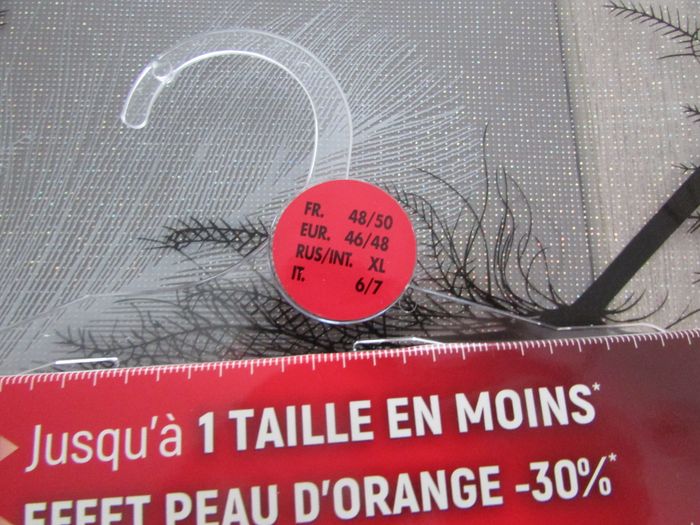 FR. 48/50
EUR. 46/48
RUS/INT. XL
IT. 6/7
Jusqu'à 1 TAILLE EN MOINS*
EFFET PEAU D'ORANGE -30%*